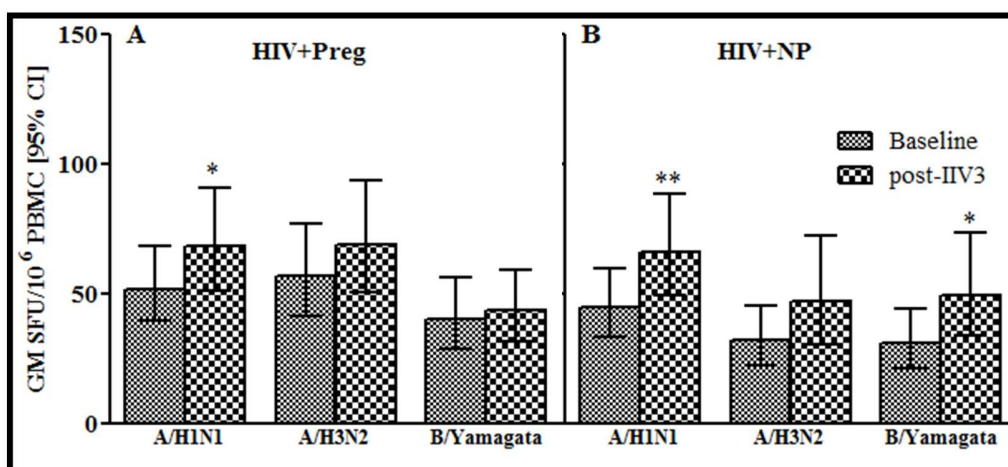 A
HIV+Preg
B
HIV+NP
GM SFU/10⁶ PBMC [95% CI]
150
100
50
0
Baseline
post-IIV3
*
**
*
A/H1N1
A/H3N2
B/Yamagata
A/H1N1
A/H3N2
B/Yamagata